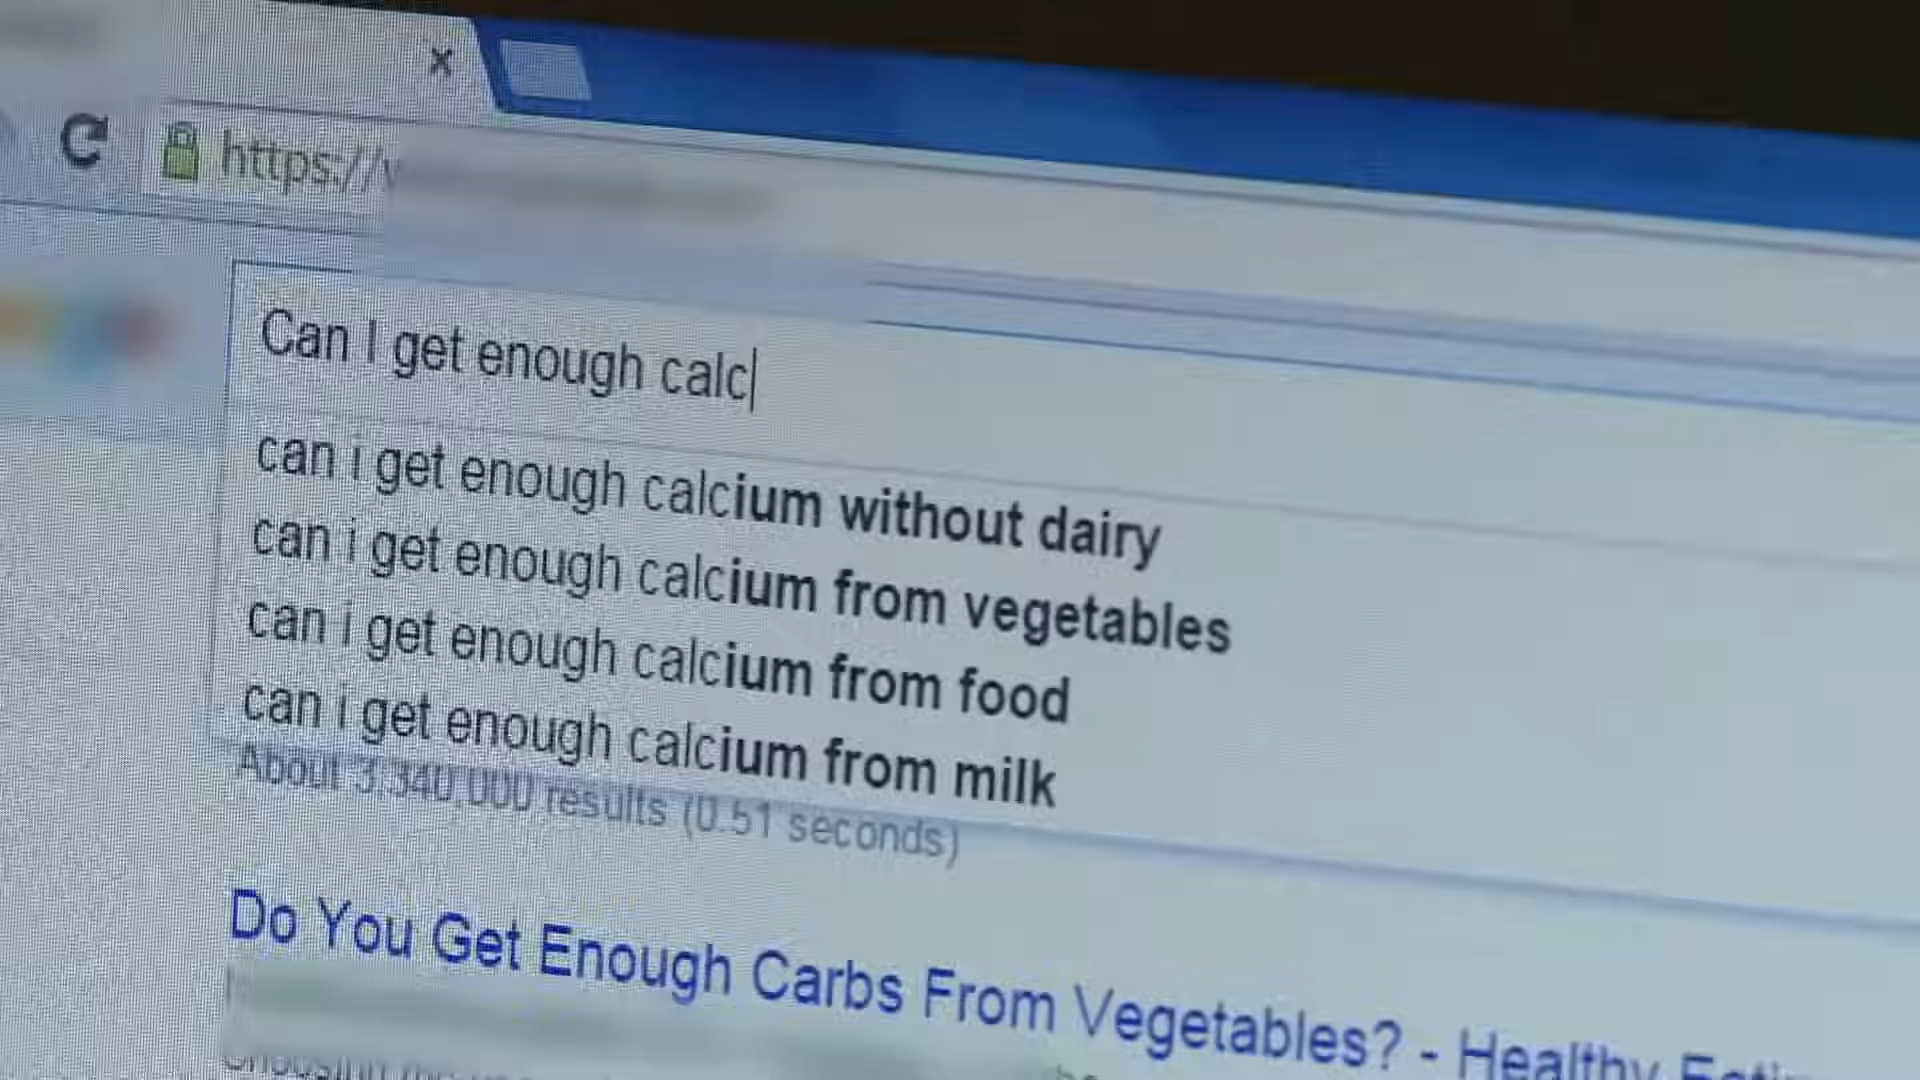 https://
Can I get enough calc
can i get enough calcium without dairy
can i get enough calcium from vegetables
can i get enough calcium from food
can i get enough calcium from milk
About 3,340,000 results (0.51 seconds)
Do You Get Enough Carbs From Vegetables? - Healthy